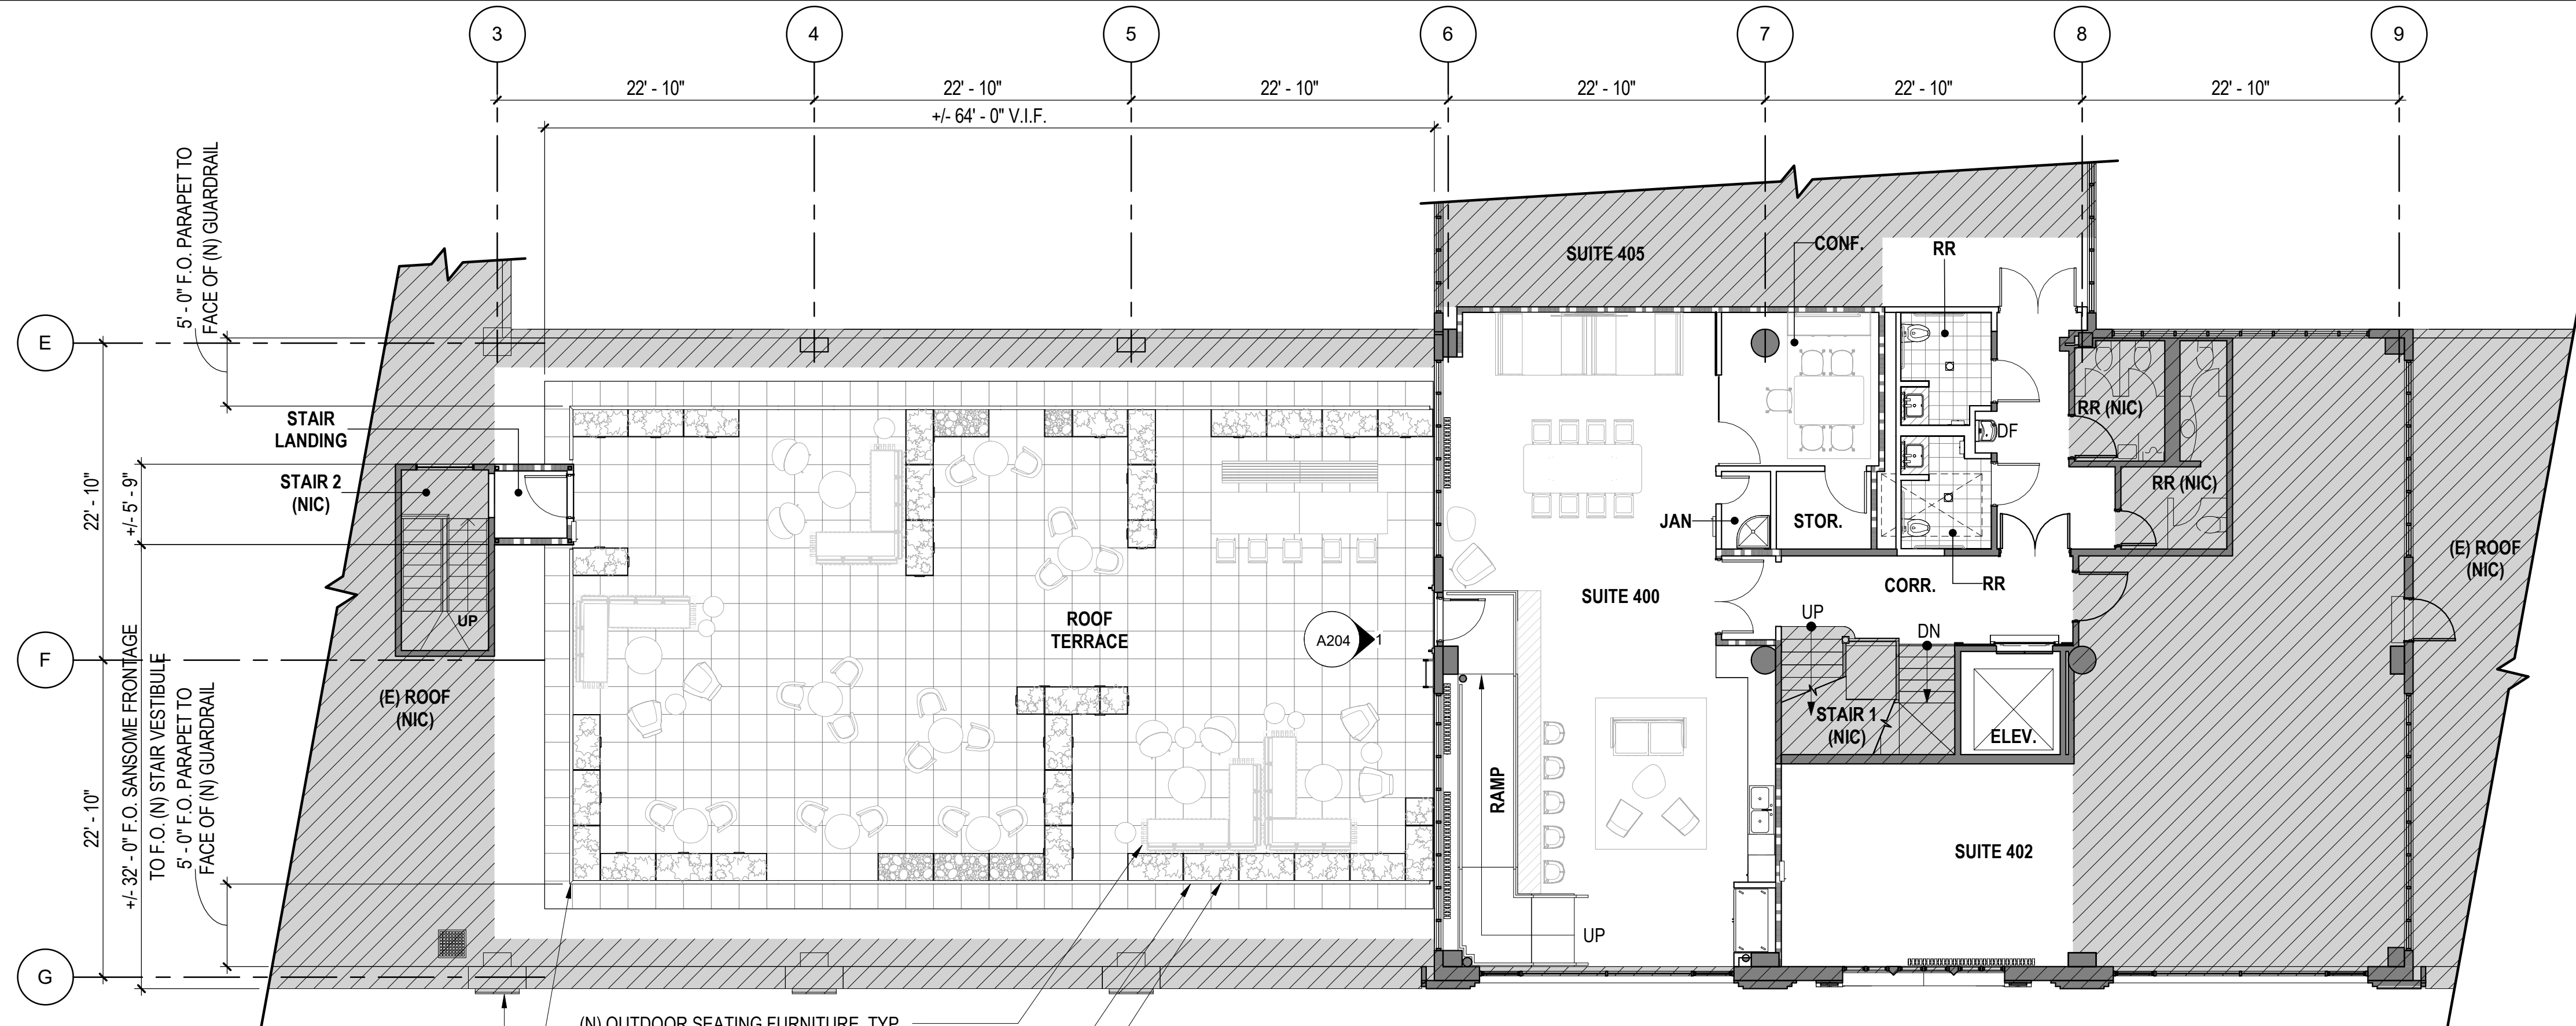 3
4
5
6
7
8
9
22' - 10"
22' - 10"
22' - 10"
22' - 10"
22' - 10"
22' - 10"
+/- 64' - 0" V.I.F.
5' - 0" F.O. PARAPET TO
FACE OF (N) GUARDRAIL
SUITE 405
CONF.
RR
E
STAIR
LANDING
STAIR 2
(NIC)
22' - 10"
+/- 5' - 9"
RR (NIC)
DF
RR (NIC)
JAN
STOR.
(E) ROOF
(NIC)
SUITE 400
CORR.
RR
UP
UP
DN
ROOF
TERRACE
A204
1
F
(E) ROOF
(NIC)
STAIR 1
(NIC)
ELEV.
RAMP
22' - 10"
+/- 32' - 0" F.O. SANSOME FRONTAGE
TO F.O. (N) STAIR VESTIBULE
5' - 0" F.O. PARAPET TO
FACE OF (N) GUARDRAIL
SUITE 402
UP
G
(N) OUTDOOR SEATING FURNITURE, TYP.